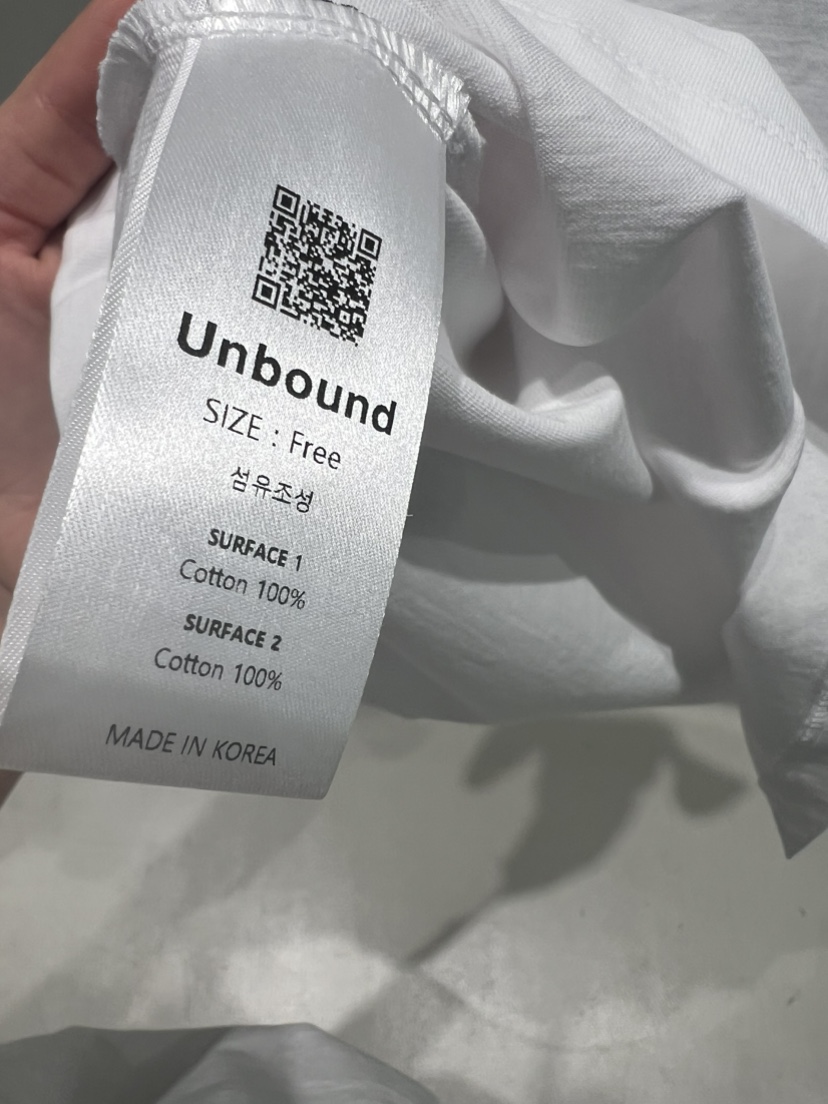 Unbound
SIZE : Free
섬유조성
SURFACE 1
Cotton 100%
SURFACE 2
Cotton 100%
MADE IN KOREA